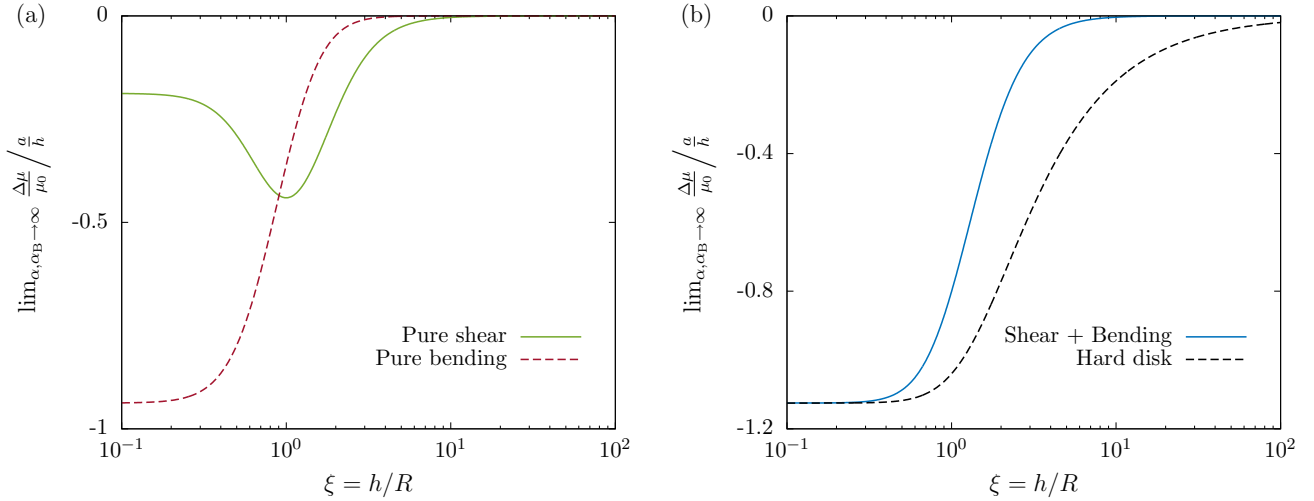 (a)
0
-0.5
-1
lim_{α,α_B→∞} Δμ/μ_0 / a/h
Pure shear
Pure bending
10^{-1} 10^0 10^1 10^2
ξ = h/R
(b)
0
-0.4
-0.8
-1.2
lim_{α,α_B→∞} Δμ/μ_0 / a/h
Shear + Bending
Hard disk
10^{-1} 10^0 10^1 10^2
ξ = h/R